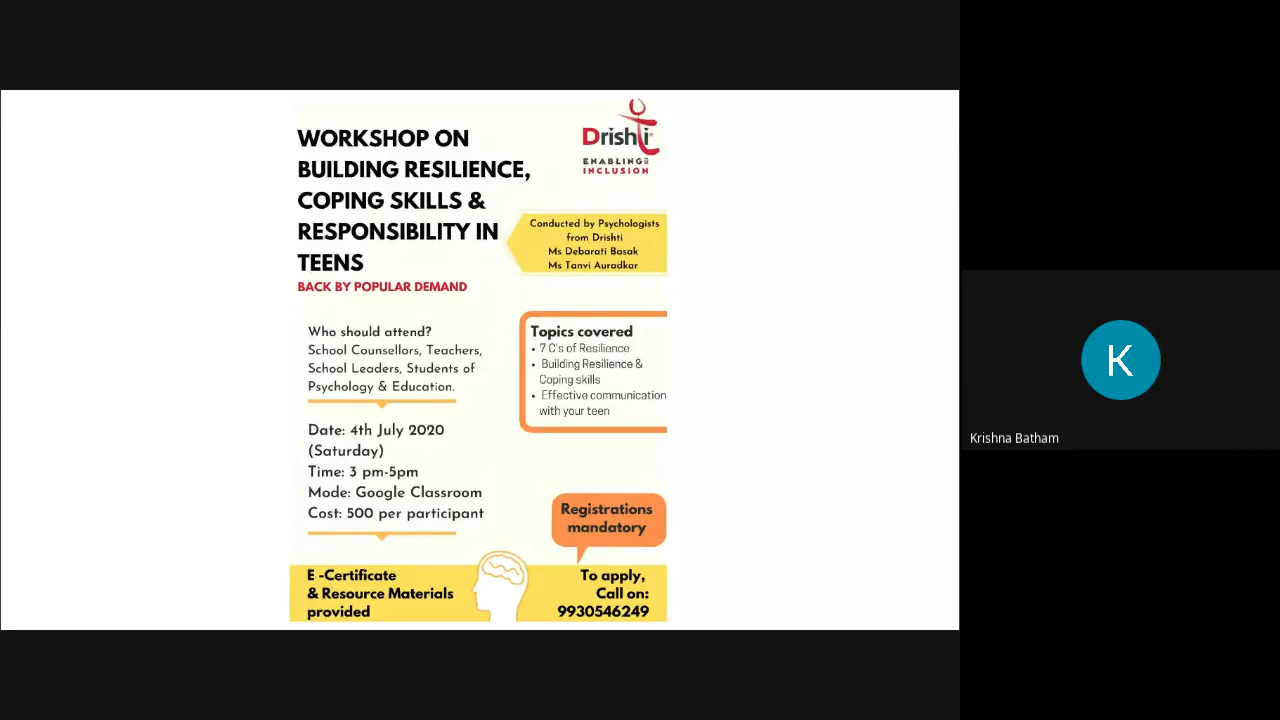 WORKSHOP ON
BUILDING RESILIENCE,
COPING SKILLS &
RESPONSIBILITY IN
TEENS
BACK BY POPULAR DEMAND
Drishti
ENABLING
INCLUSION
Conducted by Psychologists
from Drishti
Ms Debarati Basak
Ms Tanvi Auradkar
Who should attend?
School Counsellors, Teachers,
School Leaders, Students of
Psychology & Education.
Topics covered
• 7 C's of Resilience
• Building Resilience &
Coping skills
• Effective communication
with your teen
Date: 4th July 2020
(Saturday)
Time: 3 pm-5pm
Mode: Google Classroom
Cost: 500 per participant
Registrations
mandatory
E -Certificate
& Resource Materials
provided
To apply,
Call on:
9930546249
K
Krishna Batham